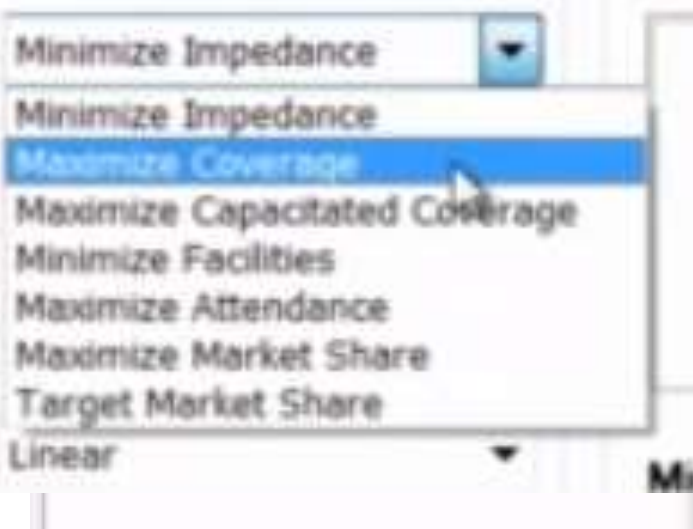 Minimize Impedance
Minimize Impedance
Maximize Coverage
Maximize Capacitated Coverage
Minimize Facilities
Maximize Attendance
Maximize Market Share
Target Market Share
Linear
Mi